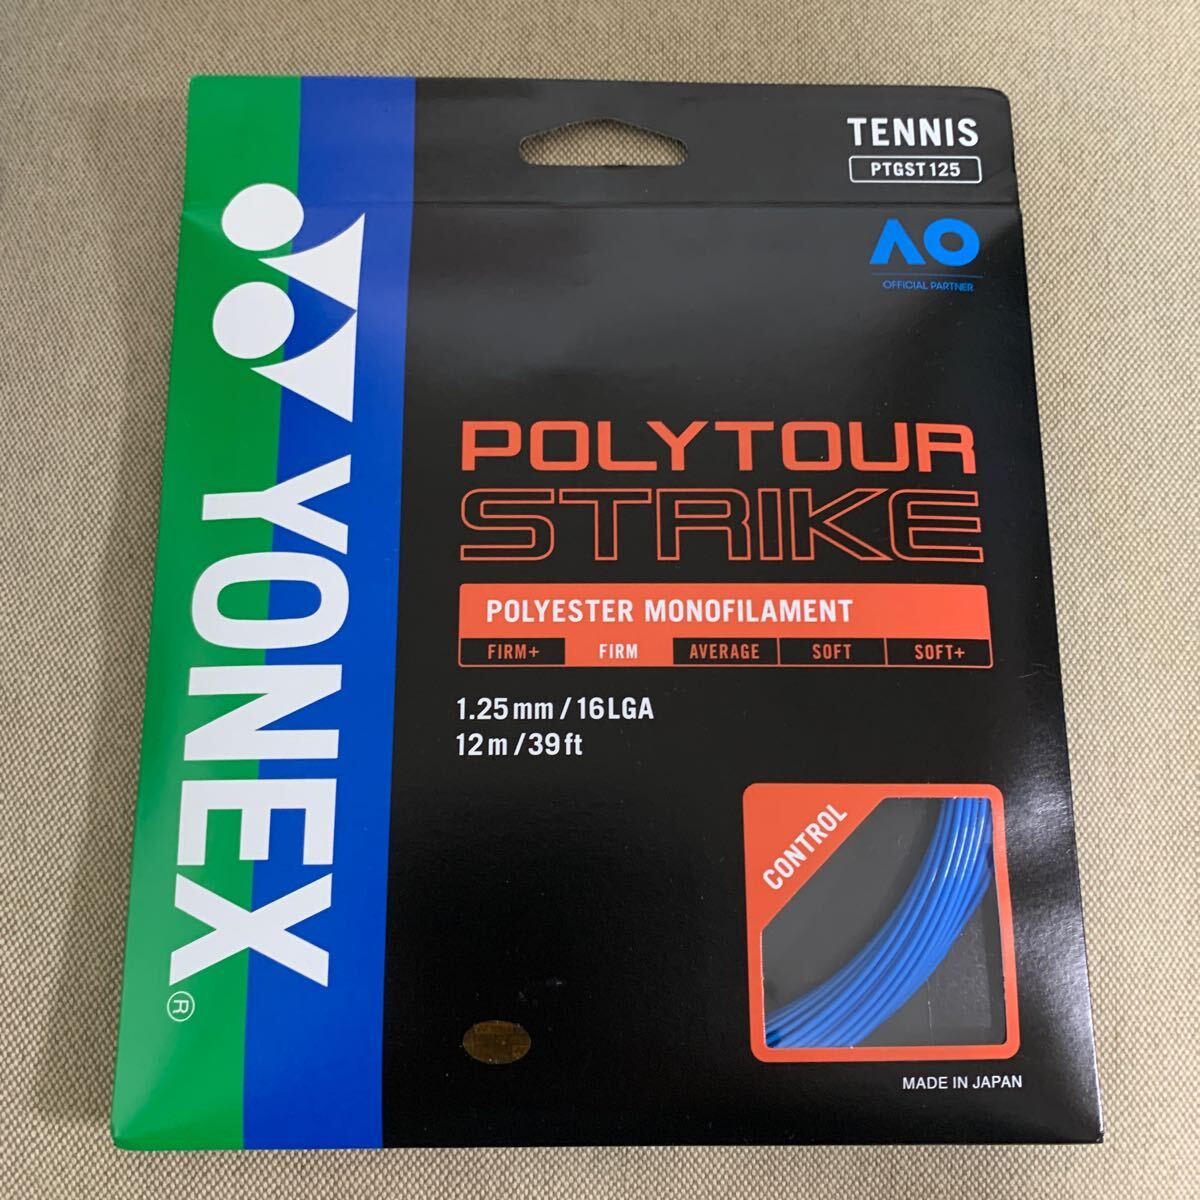 TENNIS
PTGST125
AO
OFFICIAL PARTNER
YONEX®
POLYTOUR
STRIKE
POLYESTER MONOFILAMENT
FIRM+ FIRM AVERAGE SOFT SOFT+
1.25mm/16LGA
12m/39ft
CONTROL
MADE IN JAPAN